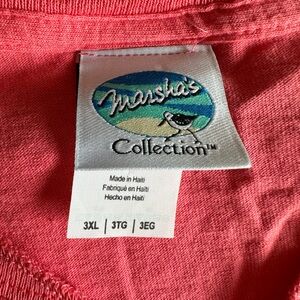 Marsha's
Collection™
Made in Haiti
Fabriqué en Haïti
Hecho en Haití
3XL | 3TG | 3EG